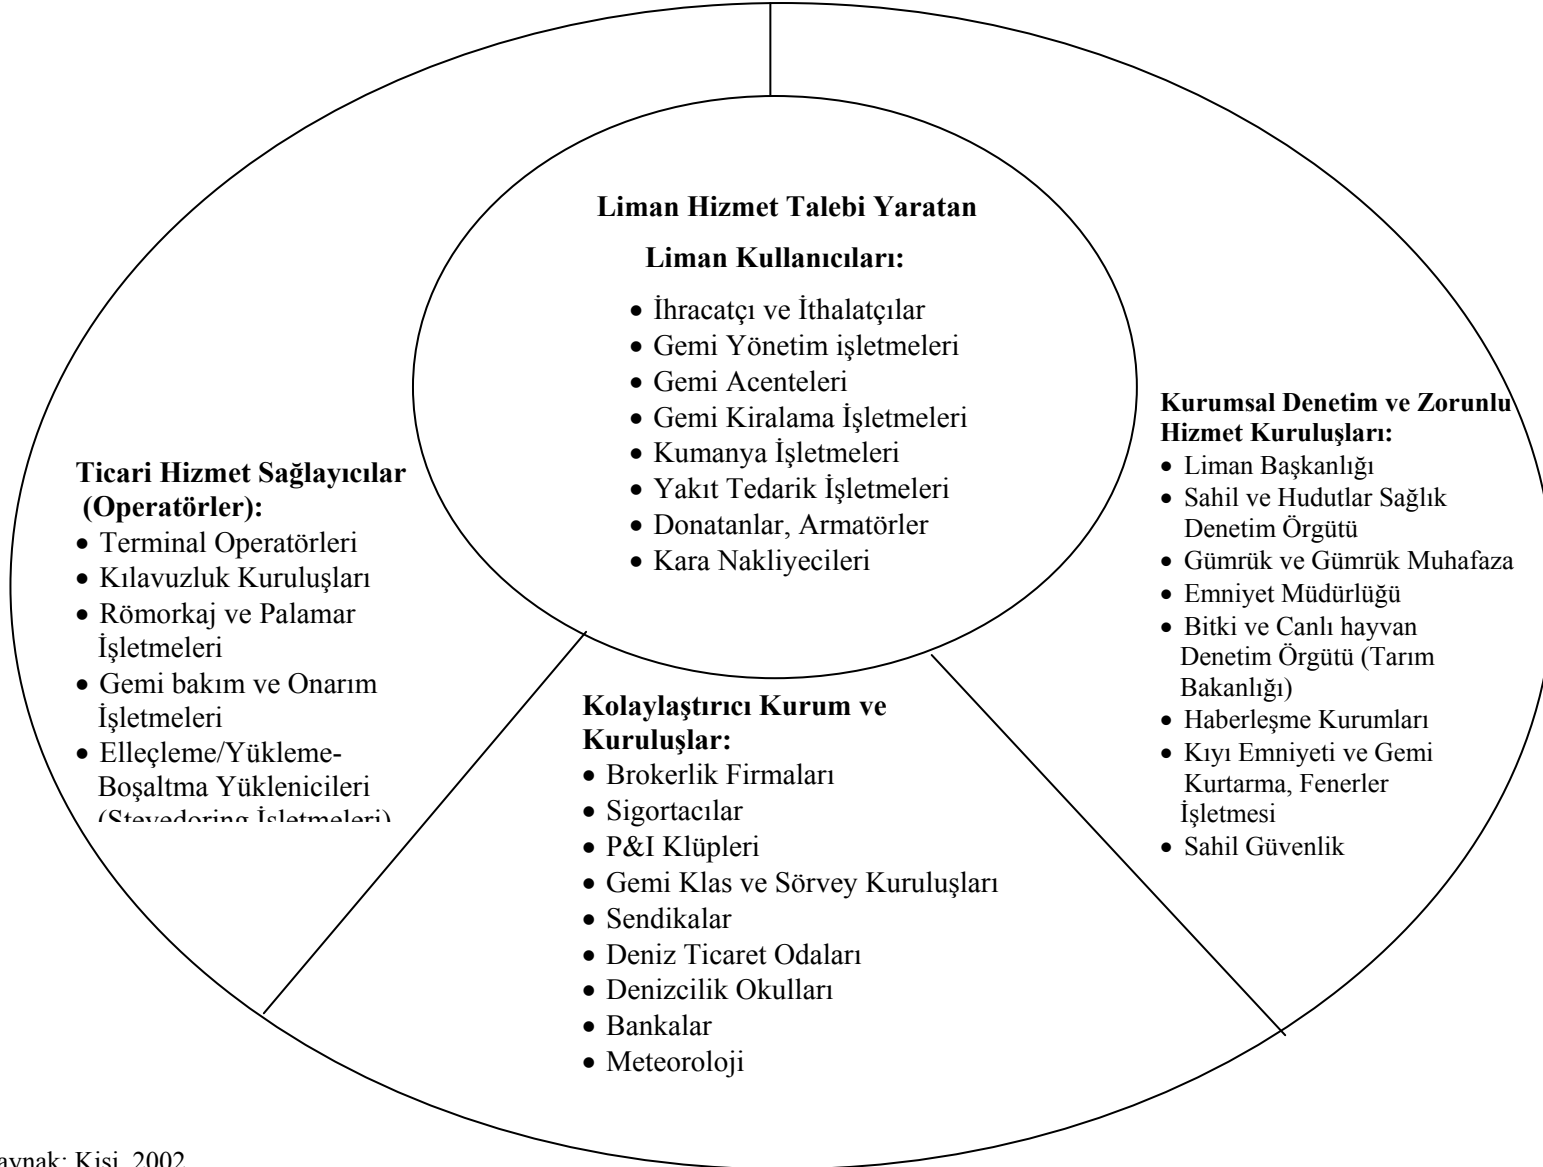 Liman Hizmet Talebi Yaratan
Liman Kullanıcıları:
• İhracatçı ve İthalatçılar
• Gemi Yönetim işletmeleri
• Gemi Acenteleri
• Gemi Kiralama İşletmeleri
• Kumanya İşletmeleri
• Yakıt Tedarik İşletmeleri
• Donatanlar, Armatörler
• Kara Nakliyecileri
Ticari Hizmet Sağlayıcılar
(Operatörler):
• Terminal Operatörleri
• Kılavuzluk Kuruluşları
• Römorkaj ve Palamar
İşletmeleri
• Gemi bakım ve Onarım
İşletmeleri
• Elleçleme/Yükleme-
Boşaltma Yüklenicileri
(Stevedoring İşletmeleri)
Kolaylaştırıcı Kurum ve
Kuruluşlar:
• Brokerlik Firmaları
• Sigortacılar
• P&I Klüpleri
• Gemi Klas ve Sörvey Kuruluşları
• Sendikalar
• Deniz Ticaret Odaları
• Denizcilik Okulları
• Bankalar
• Meteoroloji
Kurumsal Denetim ve Zorunlu
Hizmet Kuruluşları:
• Liman Başkanlığı
• Sahil ve Hudutlar Sağlık
Denetim Örgütü
• Gümrük ve Gümrük Muhafaza
• Emniyet Müdürlüğü
• Bitki ve Canlı hayvan
Denetim Örgütü (Tarım
Bakanlığı)
• Haberleşme Kurumları
• Kıyı Emniyeti ve Gemi
Kurtarma, Fenerler
İşletmesi
• Sahil Güvenlik
aynak: Kişi, 2002